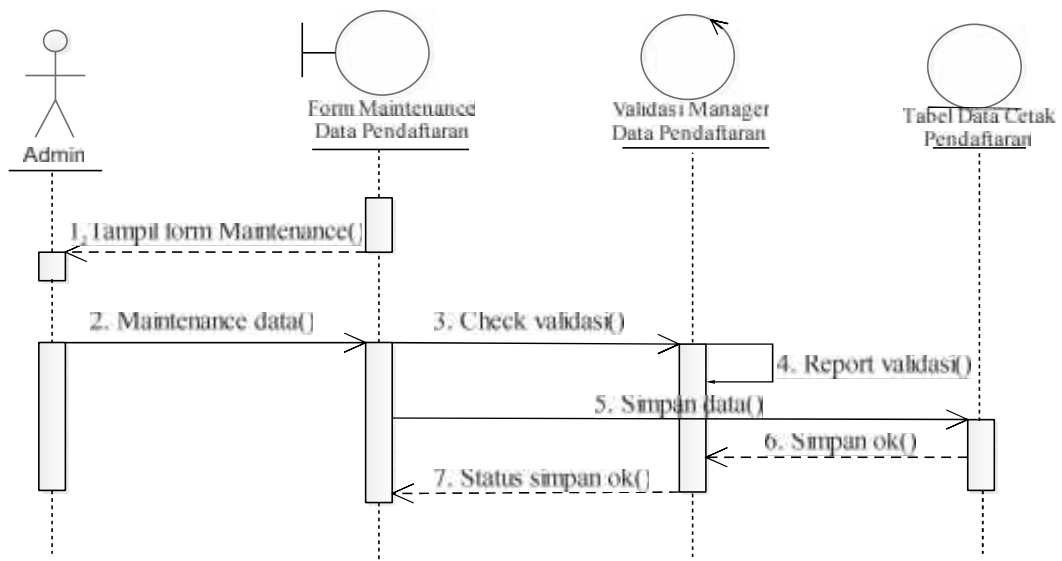 Admin
Form Maintenance
Data Pendaftaran
Validasi Manager
Data Pendaftaran
Tabel Data Cetak
Pendaftaran
1. Tampil form Maintenance()
2. Maintenance data()
3. Check validasi()
4. Report validasi()
5. Simpan data()
6. Simpan ok()
7. Status simpan ok()